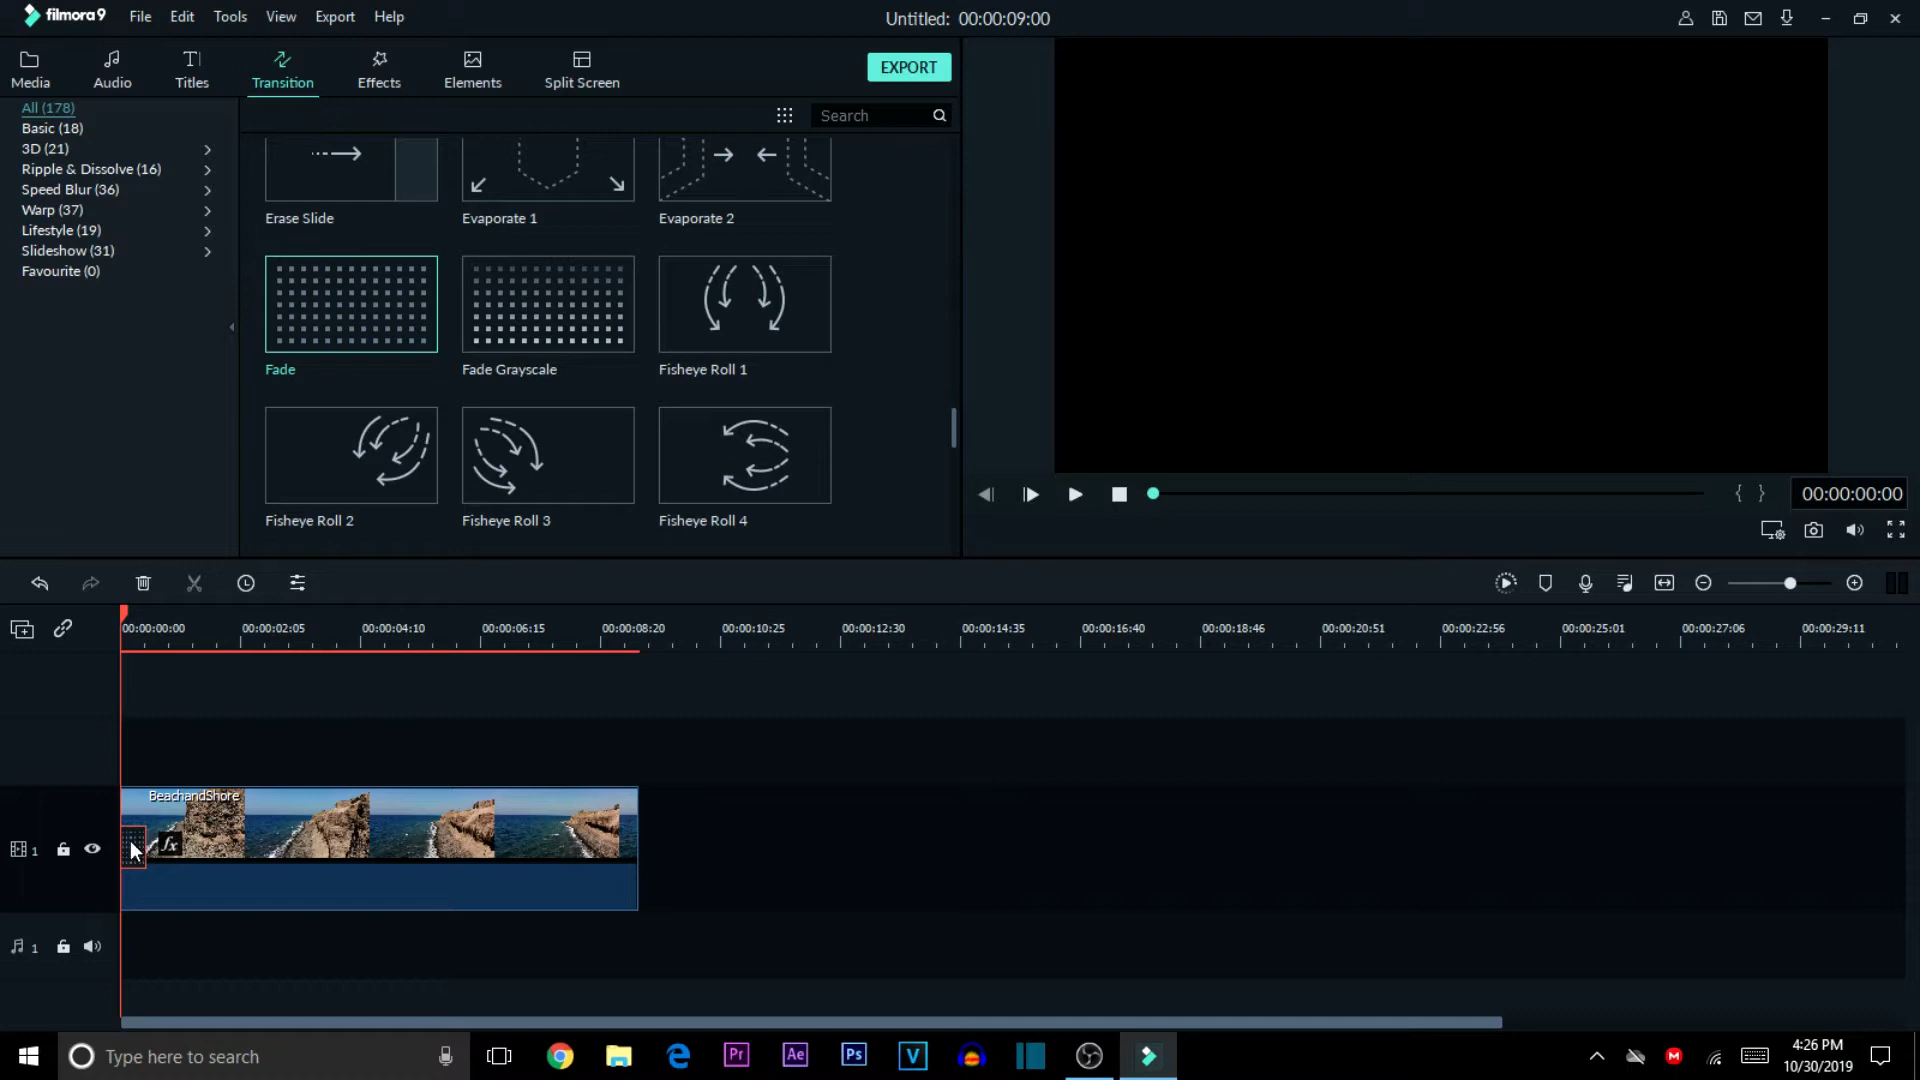 filmora9 File Edit Tools View Export Help Untitled: 00:00:09:00
Media Audio Titles Transition Effects Elements Split Screen EXPORT
All (178)
Basic (18)
3D (21)
Ripple & Dissolve (16)
Speed Blur (36)
Warp (37)
Lifestyle (19)
Slideshow (31)
Favourite (0)
Search
Erase Slide Evaporate 1 Evaporate 2
Fade Fade Grayscale Fisheye Roll 1
Fisheye Roll 2 Fisheye Roll 3 Fisheye Roll 4
{ } 00:00:00:00
00:00:00:00 00:00:02:05 00:00:04:10 00:00:06:15 00:00:08:20 00:00:10:25 00:00:12:30 00:00:14:35 00:00:16:40 00:00:18:46 00:00:20:51 00:00:22:56 00:00:25:01 00:00:27:06 00:00:29:11
BeachandShore
fx
1
1
Type here to search
Pr Ae Ps V
M
4:26 PM
10/30/2019